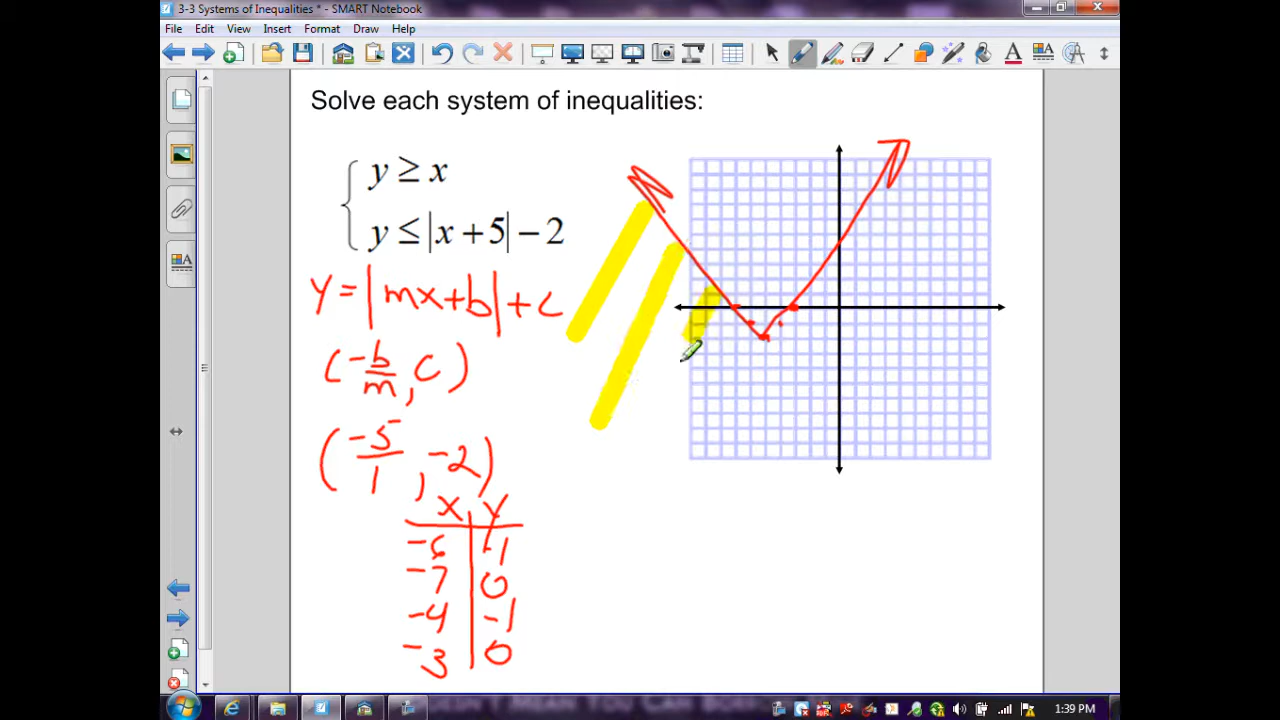 3-3 Systems of Inequalities * - SMART Notebook
File Edit View Insert Format Draw Help
Solve each system of inequalities:
y ≥ x
y ≤ |x + 5| − 2
y = |mx+b| + c
(-b/m, c)
(-5/1, -2)
x y
-6 -1
-7 0
-4 -1
-3 0
1:39 PM